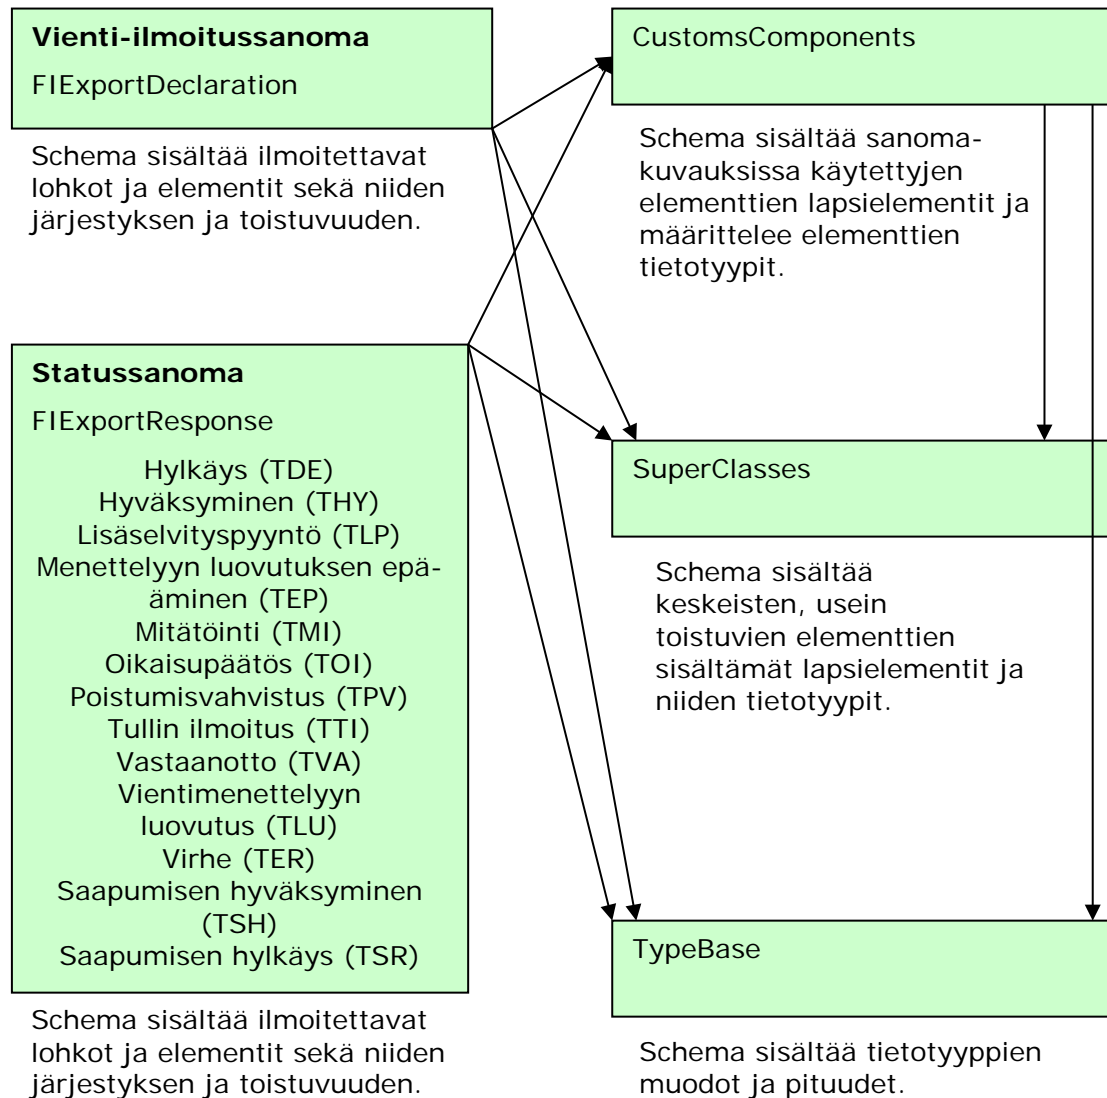 Vienti-ilmoitussanoma
FIExportDeclaration
Schema sisältää ilmoitettavat
lohkot ja elementit sekä niiden
järjestyksen ja toistuvuuden.
Statussanoma
FIExportResponse
Hylkäys (TDE)
Hyväksyminen (THY)
Lisäselvityspyyntö (TLP)
Menettelyyn luovutuksen epä-
ääminen (TEP)
Mitätöinti (TMI)
Oikaisupäätös (TOI)
Poistumisvahvistus (TPV)
Tullin ilmoitus (TTI)
Vastaanotto (TVA)
Vientimenettelyyn
luovutus (TLU)
Virhe (TER)
Saapumisen hyväksyminen
(TSH)
Saapumisen hylkäys (TSR)
Schema sisältää ilmoitettavat
lohkot ja elementit sekä niiden
järjestyksen ja toistuvuuden.
CustomsComponents
Schema sisältää sanoma-
kuvauksissa käytettyjen
elementtien lapsielementit ja
määrittelee elementtien
tietotyypit.
SuperClasses
Schema sisältää
keskeisten, usein
toistuvien elementtien
sisältämät lapsielementit ja
niiden tietotyypit.
TypeBase
Schema sisältää tietotyyppien
muodot ja pituudet.